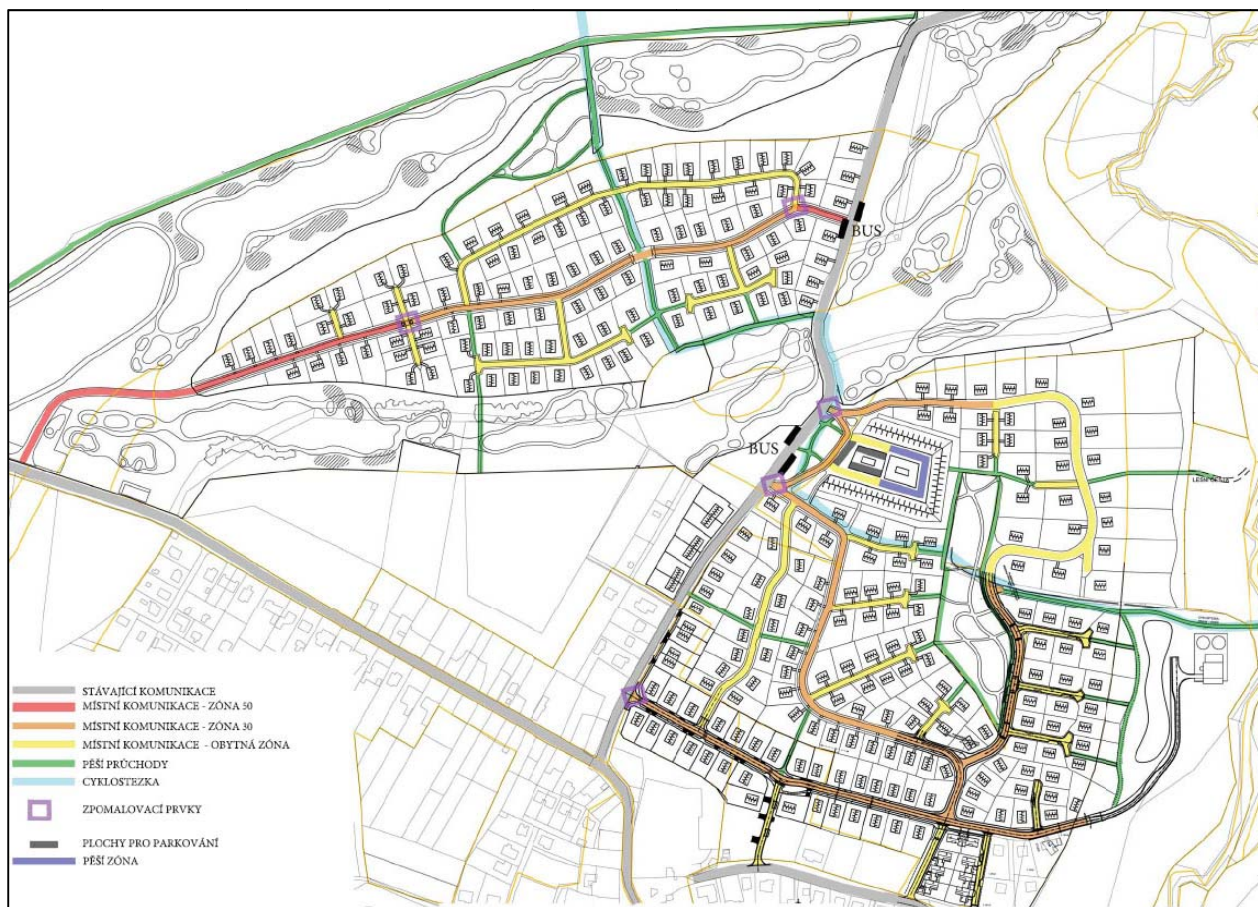 BUS
BUS
STÁVAJÍCÍ KOMUNIKACE
MÍSTNÍ KOMUNIKACE - ZÓNA 50
MÍSTNÍ KOMUNIKACE - ZÓNA 30
MÍSTNÍ KOMUNIKACE - OBYTNÁ ZÓNA
PĚŠÍ PRŮCHODY
CYKLOSTEZKA
ZPOMALOVACÍ PRVKY
PLOCHY PRO PARKOVÁNÍ
PĚŠÍ ZÓNA